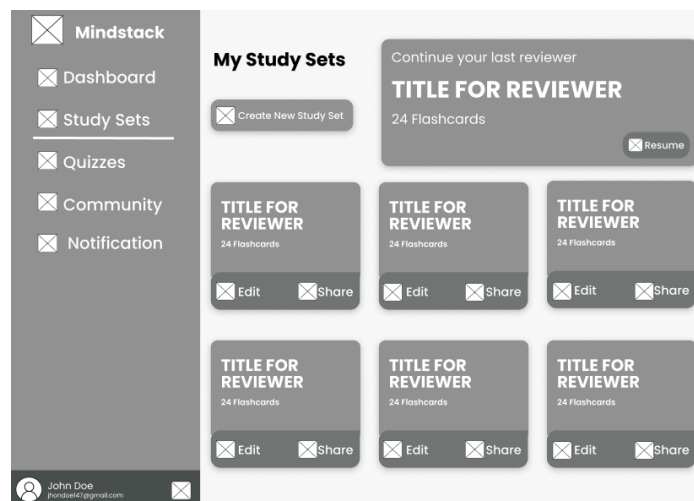 Mindstack
Dashboard
Study Sets
Quizzes
Community
Notification
John Doe
jhondoel47@gmail.com
My Study Sets
Create New Study Set
Continue your last reviewer
TITLE FOR REVIEWER
24 Flashcards
Resume
TITLE FOR
REVIEWER
24 Flashcards
Edit
Share
TITLE FOR
REVIEWER
24 Flashcards
Edit
Share
TITLE FOR
REVIEWER
24 Flashcards
Edit
Share
TITLE FOR
REVIEWER
24 Flashcards
Edit
Share
TITLE FOR
REVIEWER
24 Flashcards
Edit
Share
TITLE FOR
REVIEWER
24 Flashcards
Edit
Share